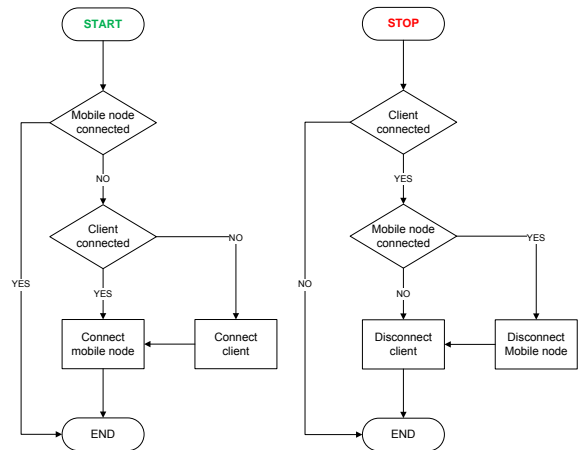 START
Mobile node
connected
NO
Client
connected
NO
YES
YES
Connect
mobile node
Connect
client
END
STOP
Client
connected
YES
Mobile node
connected
YES
NO
NO
Disconnect
client
Disconnect
Mobile node
END